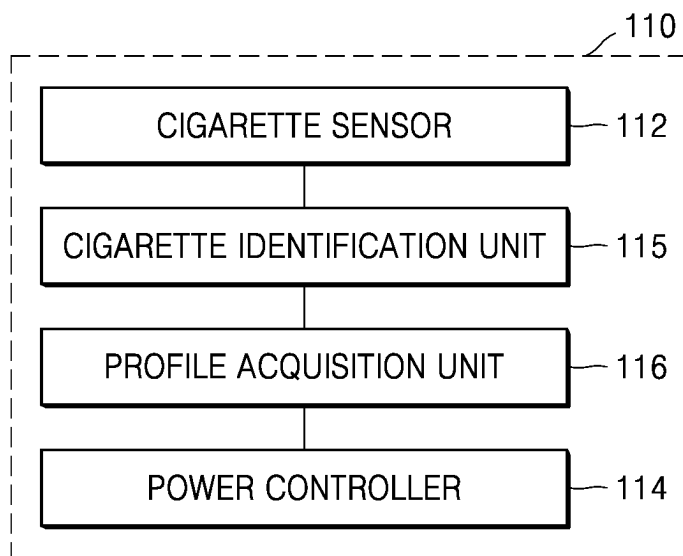 110
CIGARETTE SENSOR 112
CIGARETTE IDENTIFICATION UNIT 115
PROFILE ACQUISITION UNIT 116
POWER CONTROLLER 114